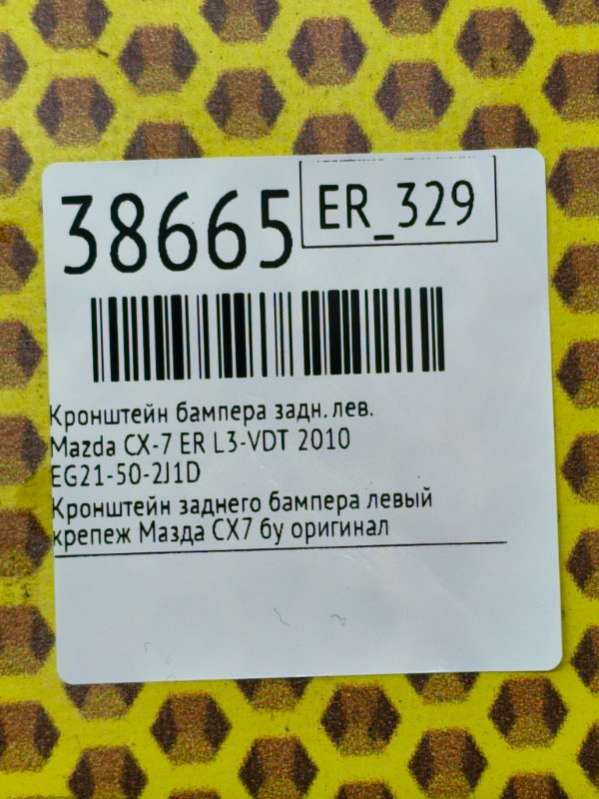 38665
ER_329
Кронштейн бампера задн. лев.
Mazda CX-7 ER L3-VDT 2010
EG21-50-2J1D
Кронштейн заднего бампера левый
крепеж Мазда СХ7 бу оригинал